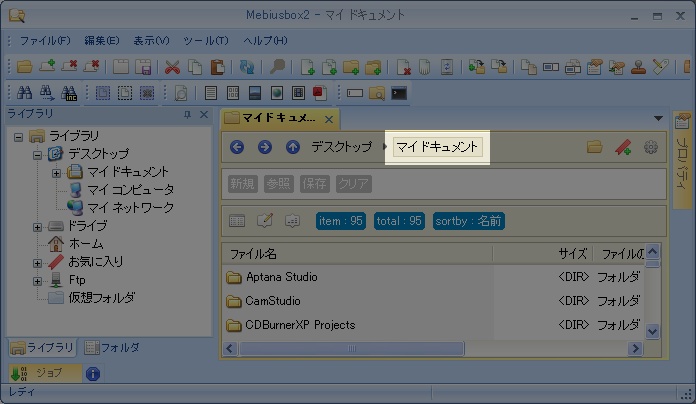 Mebiusbox2 - マイ ドキュメント
ファイル(F) 編集(E) 表示(V) ツール(T) ヘルプ(H)
ライブラリ
ライブラリ
デスクトップ
マイ ドキュメント
マイ コンピュータ
マイ ネットワーク
ドライブ
ホーム
お気に入り
Ftp
仮想フォルダ
ライブラリ フォルダ
マイ ドキュメ...
デスクトップ マイ ドキュメント
新規 参照 保存 クリア
item : 95 total : 95 sortby : 名前
ファイル名 サイズ ファイルの
Aptana Studio <DIR> フォルダ
CamStudio <DIR> フォルダ
CDBurnerXP Projects <DIR> フォルダ
プロパティ
ジョブ
レディ